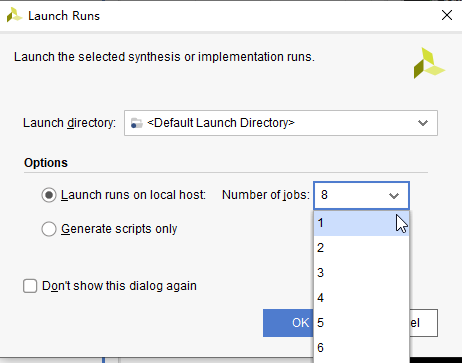 Launch Runs
Launch the selected synthesis or implementation runs.
Launch directory: <Default Launch Directory>
Options
Launch runs on local host: Number of jobs: 8
1
Generate scripts only
2
3
Don't show this dialog again
4
OK
5
el
6